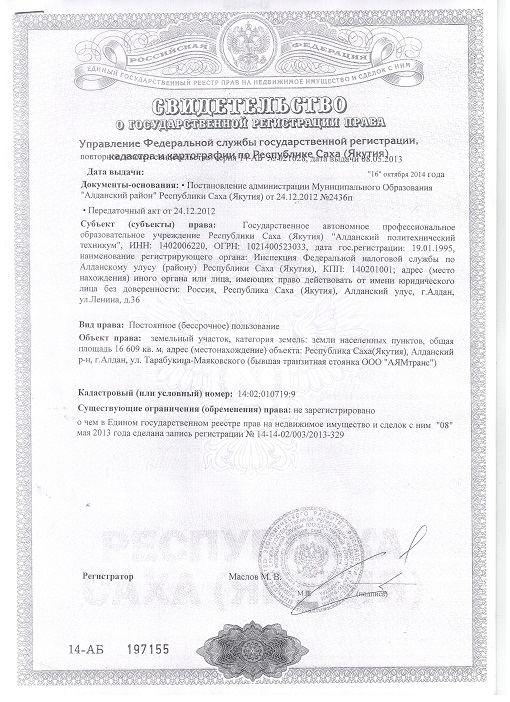 РОССИЙСКАЯ ФЕДЕРАЦИЯ
ЕДИНЫЙ ГОСУДАРСТВЕННЫЙ РЕЕСТР ПРАВ НА НЕДВИЖИМОЕ ИМУЩЕСТВО И СДЕЛОК С НИМ
СВИДЕТЕЛЬСТВО
О ГОСУДАРСТВЕННОЙ РЕГИСТРАЦИИ ПРАВА
Управление Федеральной службы государственной регистрации,
кадастра и картографии по Республике Саха (Якутия)
дата выдачи 08.05.2013
Дата выдачи:
"16" октября 2014 года
Документы-основания: • Постановление администрации Муниципального Образования
"Алданский район" Республики Саха (Якутия) от 24.12.2012 №2436п
• Передаточный акт от 24.12.2012
Субъект (субъекты) права: Государственное автономное профессиональное
образовательное учреждение Республики Саха (Якутия) "Алданский политехнический
техникум", ИНН: 1402006220, ОГРН: 1021400523033, дата гос.регистрации: 19.01.1995,
наименование регистрирующего органа: Инспекция Федеральной налоговой службы по
Алданскому улусу (району) Республики Саха (Якутия), КПП: 140201001; адрес (место
нахождения) иного органа или лица, имеющих право действовать от имени юридического
лица без доверенности: Россия, Республика Саха (Якутия), Алданский улус, г.Алдан,
ул.Ленина, д.36
Вид права: Постоянное (бессрочное) пользование
Объект права: земельный участок, категория земель: земли населенных пунктов, общая
площадь 16 609 кв. м, адрес (местонахождение) объекта: Республика Саха(Якутия), Алданский
р-н, г.Алдан, ул. Тарабукица-Маяковского (бывшая транзитная стоянка ООО "АЯМтранс")
Кадастровый (или условный) номер: 14:02:010719:9
Существующие ограничения (обременения) права: не зарегистрировано
о чем в Едином государственном реестре прав на недвижимое имущество и сделок с ним "08"
мая 2013 года сделана запись регистрации № 14-14-02/003/2013-329
РЕСПУБЛИКА
САХА (ЯКУТИЯ)
Регистратор
Маслов М. В.
М.П.
(подпись)
14-АБ 197155